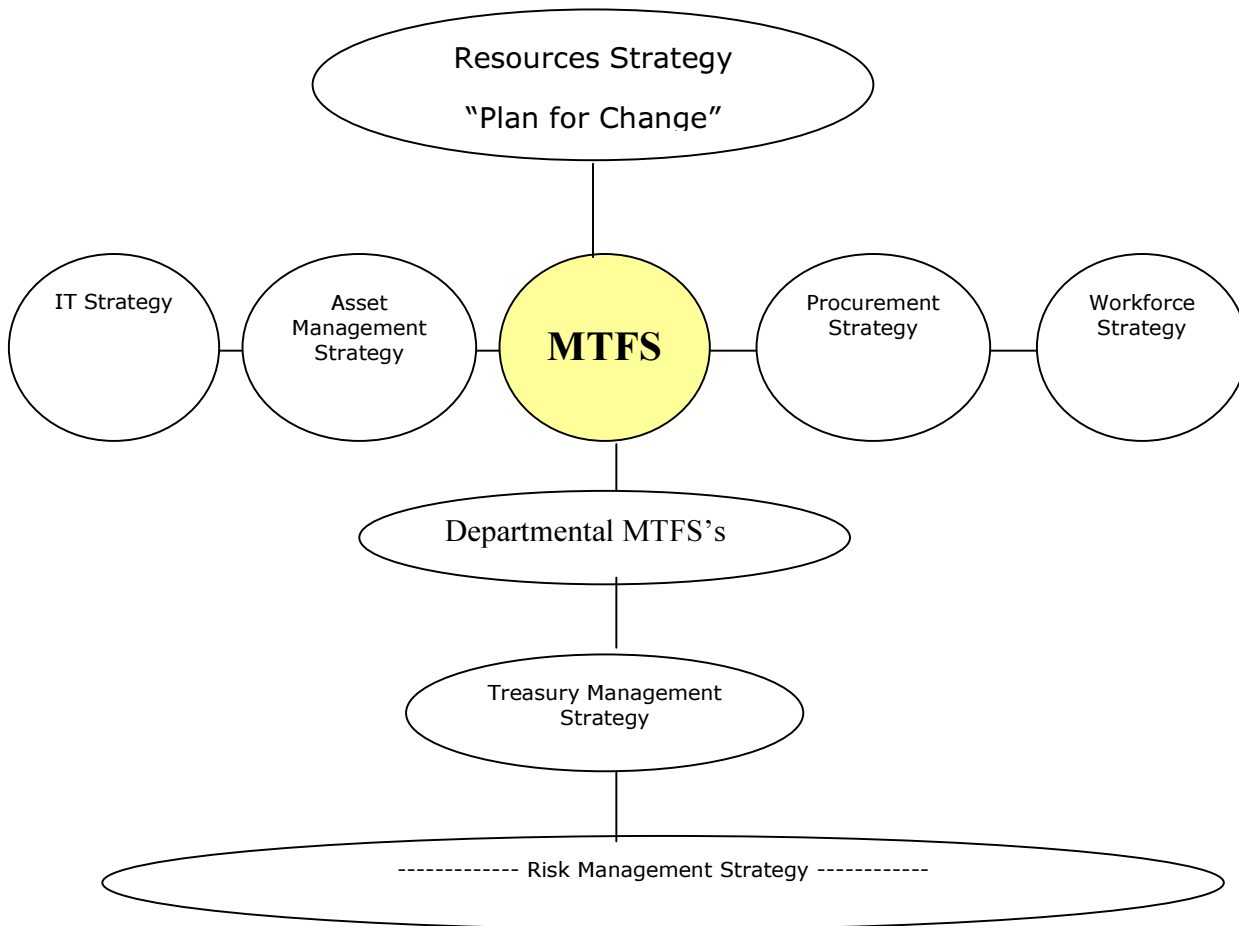 Resources Strategy
“Plan for Change”
IT Strategy
Asset
Management
Strategy
MTFS
Procurement
Strategy
Workforce
Strategy
Departmental MTFS’s
Treasury Management
Strategy
------------- Risk Management Strategy ------------